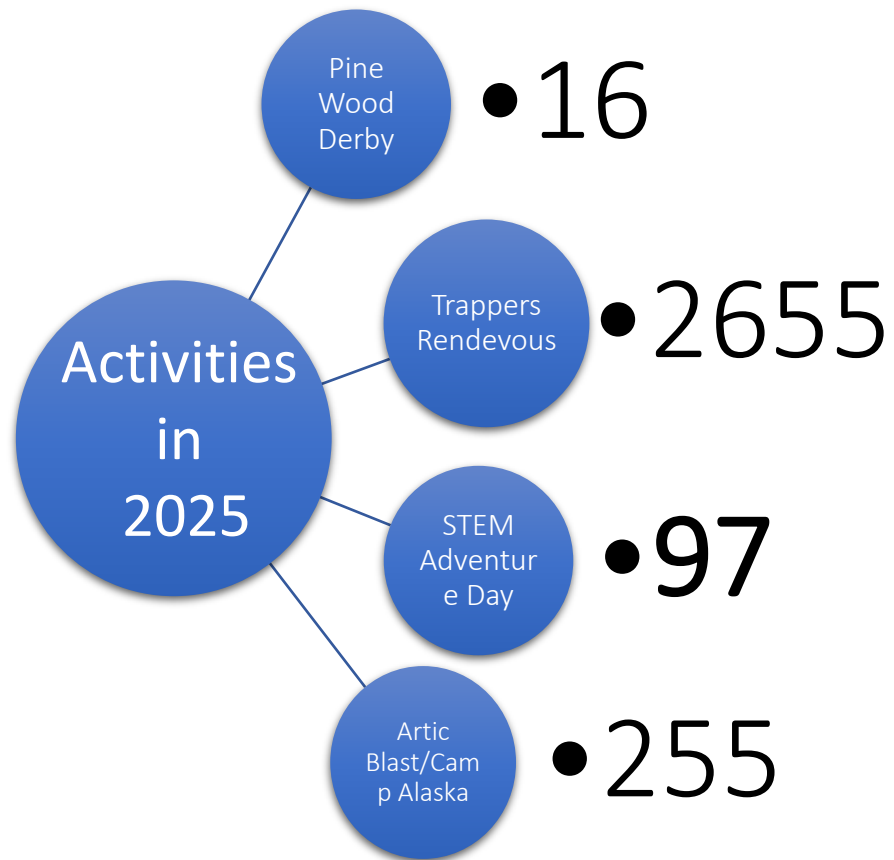 Pine
Wood
Derby
•16
Trappers
Rendevous
•2655
Activities
in
2025
STEM
Adventur
e Day
•97
Artic
Blast/Cam
p Alaska
•255